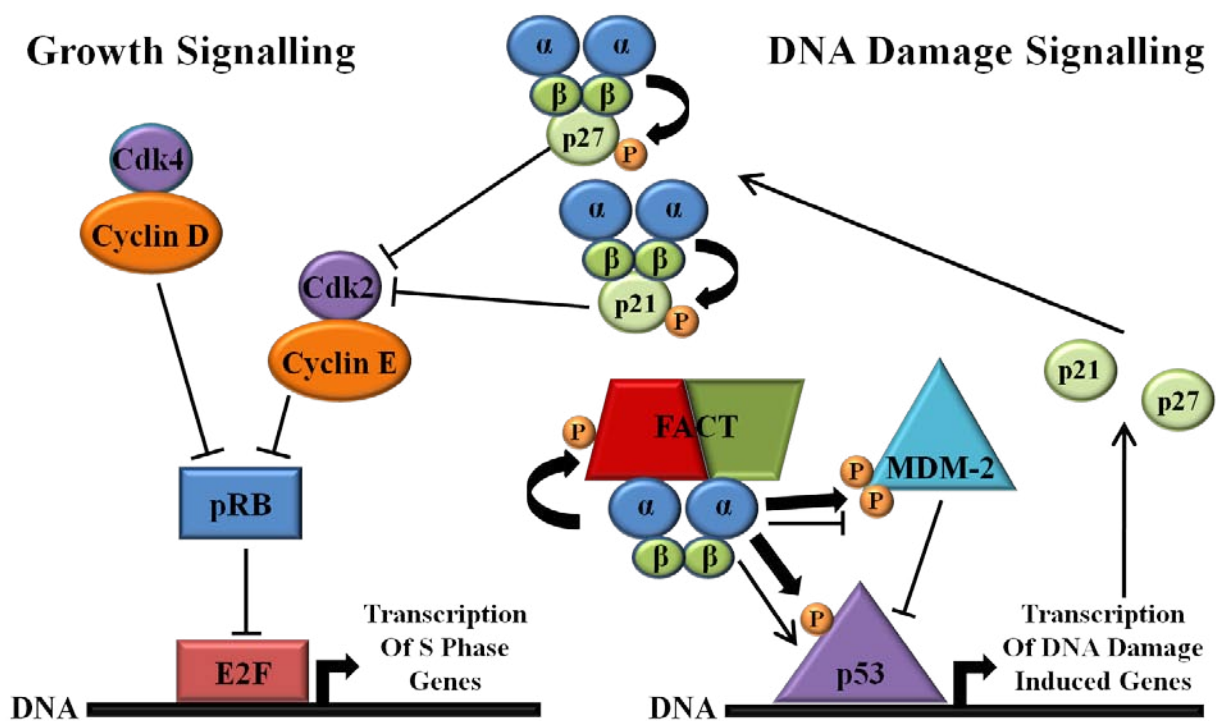 Growth Signalling
DNA Damage Signalling
α α
β β
p27
P
Cdk4
Cyclin D
α α
β β
p21
P
Cdk2
Cyclin E
p21
p27
FACT
P
MDM-2
P
P
α α
β β
pRB
P
p53
Transcription
Of S Phase
Genes
Transcription
Of DNA Damage
Induced Genes
E2F
DNA
DNA